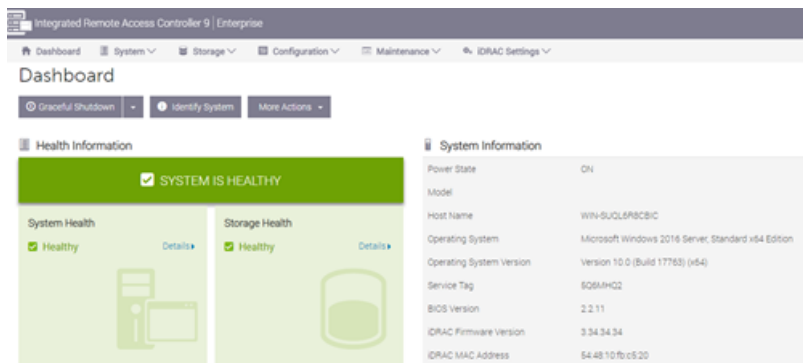 Integrated Remote Access Controller 9 | Enterprise
Dashboard System Storage Configuration Maintenance iDRAC Settings
Dashboard
Graceful Shutdown Identify System More Actions
Health Information
SYSTEM IS HEALTHY
System Health
Healthy Details
Storage Health
Healthy Details
System Information
Power State ON
Model
Host Name WIN-SUQL6R8CBIC
Operating System Microsoft Windows 2016 Server, Standard x64 Edition
Operating System Version Version 10.0 (Build 17763) (x64)
Service Tag SQ6MHQ2
BIOS Version 2.2.11
iDRAC Firmware Version 3.34.34.34
iDRAC MAC Address 54:48:10:fb:c5:20